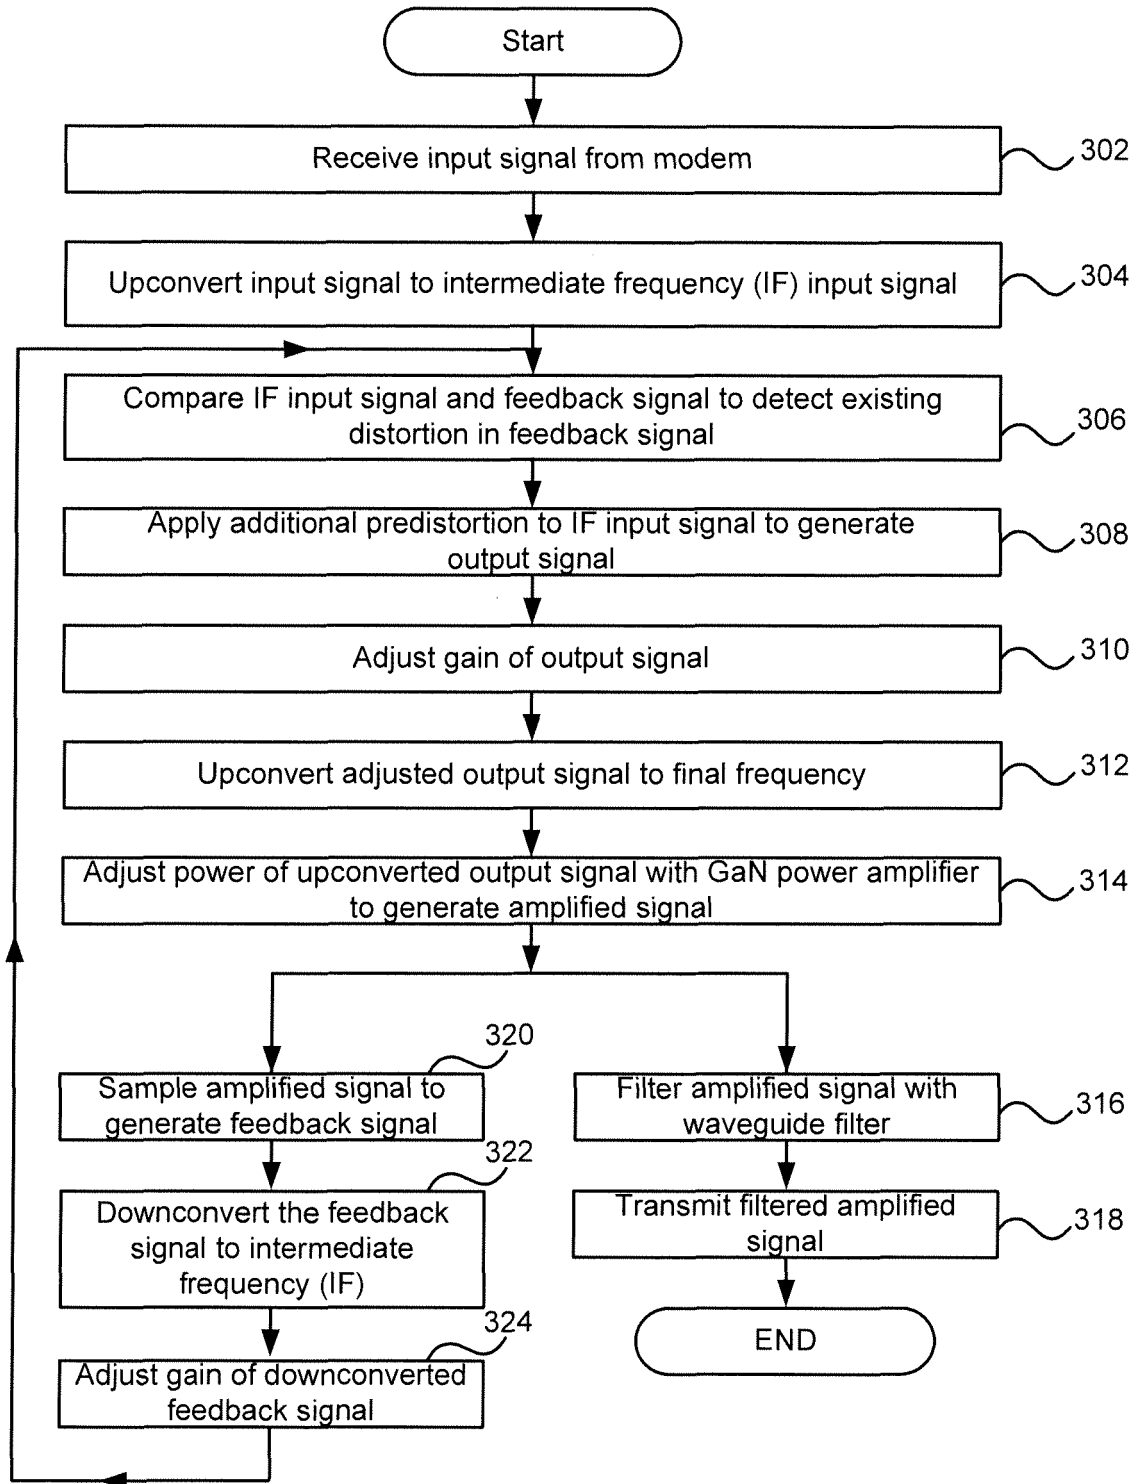 Start
Receive input signal from modem
302
Upconvert input signal to intermediate frequency (IF) input signal
304
Compare IF input signal and feedback signal to detect existing
distortion in feedback signal
306
Apply additional predistortion to IF input signal to generate
output signal
308
Adjust gain of output signal
310
Upconvert adjusted output signal to final frequency
312
Adjust power of upconverted output signal with GaN power amplifier
to generate amplified signal
314
320
Sample amplified signal to
generate feedback signal
Filter amplified signal with
waveguide filter
316
322
Downconvert the feedback
signal to intermediate
frequency (IF)
Transmit filtered amplified
signal
318
324
Adjust gain of downconverted
feedback signal
END